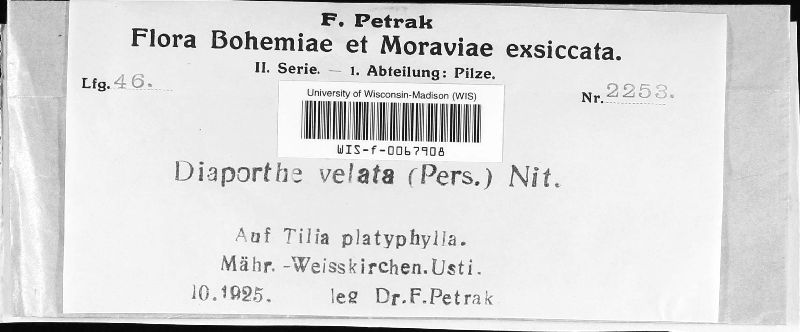 F. Petrak
Flora Bohemiae et Moraviae exsiccata.
II. Serie. — 1. Abteilung: Pilze.
Lfg. 46.
Nr. 2253.
University of Wisconsin-Madison (WIS)
WIS-f-0067908
Diaporthe velata (Pers.) Nit.
Auf Tilia platyphylla.
Mähr. -Weisskirchen. Usti.
10.1925. leg Dr.F.Petrak